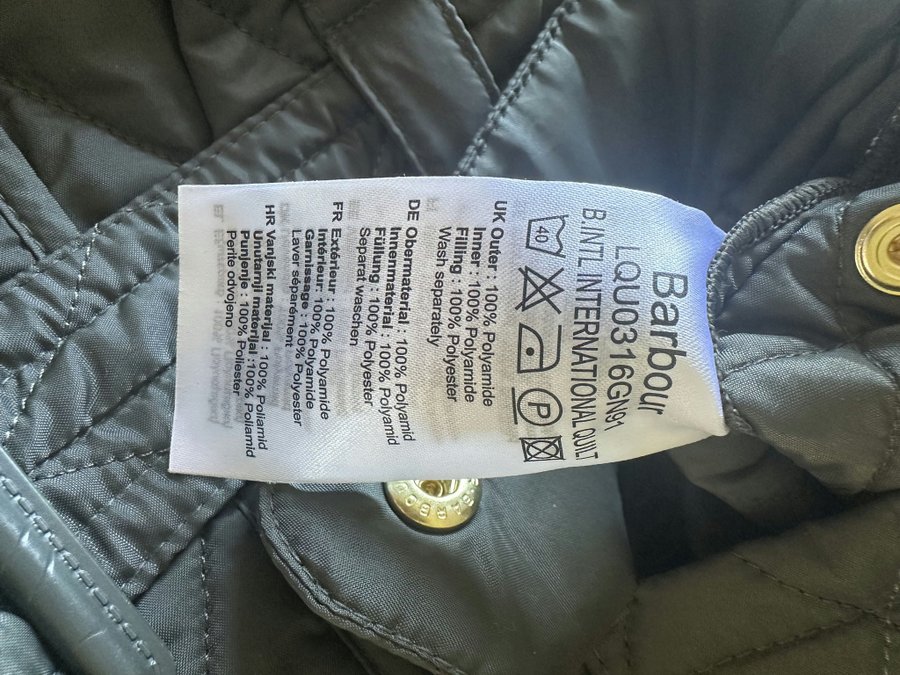 Barbour
LQU0316GN91
B.INTL INTERNATIONAL QUILT
40
P
UK Outer : 100% Polyamide
Inner : 100% Polyamide
Filling : 100% Polyester
Wash separately
DE Obermaterial : 100% Polyamid
Innenmaterial : 100% Polyamid
Füllung : 100% Polyester
Separat waschen
FR Extérieur : 100% Polyamide
Intérieur: 100% Polyamide
Garnissage : 100% Polyester
Laver séparément
HR Vanjski materijal : 100% Poliamid
Unutarnji materijal :100% Poliamid
Punjenje : 100% Poliester
Perite odvojeno
BARBOUR